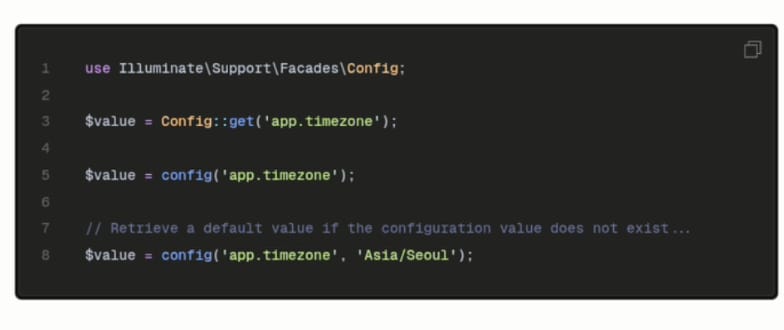 1 use Illuminate\Support\Facades\Config;
2
3 $value = Config::get('app.timezone');
4
5 $value = config('app.timezone');
6
7 // Retrieve a default value if the configuration value does not exist...
8 $value = config('app.timezone', 'Asia/Seoul');